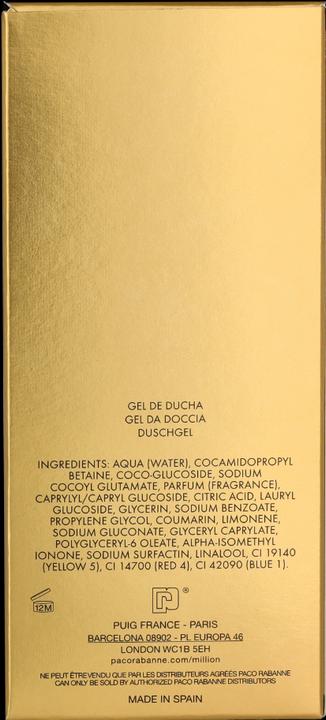 GEL DE DUCHA
GEL DA DOCCIA
DUSCHGEL
INGREDIENTS: AQUA (WATER), COCAMIDOPROPYL
BETAINE, COCO-GLUCOSIDE, SODIUM
COCOYL GLUTAMATE, PARFUM (FRAGRANCE),
CAPRYLYL/CAPRYL GLUCOSIDE, CITRIC ACID, LAURYL
GLUCOSIDE, GLYCERIN, SODIUM BENZOATE,
PROPYLENE GLYCOL, COUMARIN, LIMONENE,
SODIUM GLUCONATE, GLYCERYL CAPRYLATE,
POLYGLYCERYL-6 OLEATE, ALPHA-ISOMETHYL
IONONE, SODIUM SURFACTIN, LINALOOL, CI 19140
(YELLOW 5), CI 14700 (RED 4), CI 42090 (BLUE 1).
12M
®
PUIG FRANCE - PARIS
BARCELONA 08902 - PL EUROPA 46
LONDON WC1B 5EH
pacorabanne.com/million
NE PEUT ÊTRE VENDU QUE PAR LES DISTRIBUTEURS AGRÉÉS PACO RABANNE
CAN ONLY BE SOLD BY AUTHORIZED PACO RABANNE DISTRIBUTORS
MADE IN SPAIN